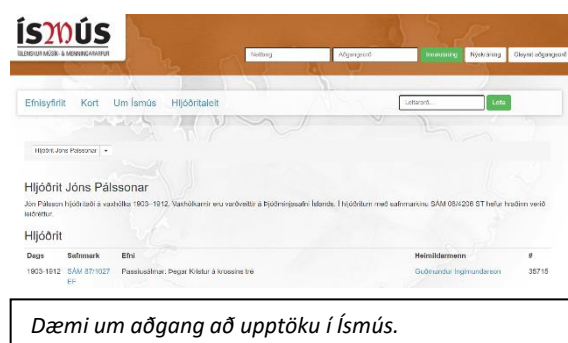 ísmús
ÍSLENSKUR MÚSÍK- & MENNINGARARFUR
Netfang Aðgangsorð Innskráning Nýskráning Gleymt aðgangsorð
Efnisyfirlit Kort Um Ísmús Hljóðritaleit Leitarorð... Leita
Hljóðrit Jóns Pálssonar
Hljóðrit Jóns Pálssonar
Jón Pálsson hljóðritaði á vaxhólka 1903-1912. Vaxhólkarnir eru varðveittir á Þjóðminjasafni Íslands. Í hljóðritum með safnmarkinu SÁM 08/4206 ST hefur hraðinn verið
leiðréttur.
Hljóðrit
Dags Safnmark Efni Heimildarmenn #
1903-1912 SÁM 87/1027 Passíusálmar: Þegar Kristur á krossins tré Guðmundur Ingimundarson 35715
EF
Dæmi um aðgang að upptöku í Ísmús.